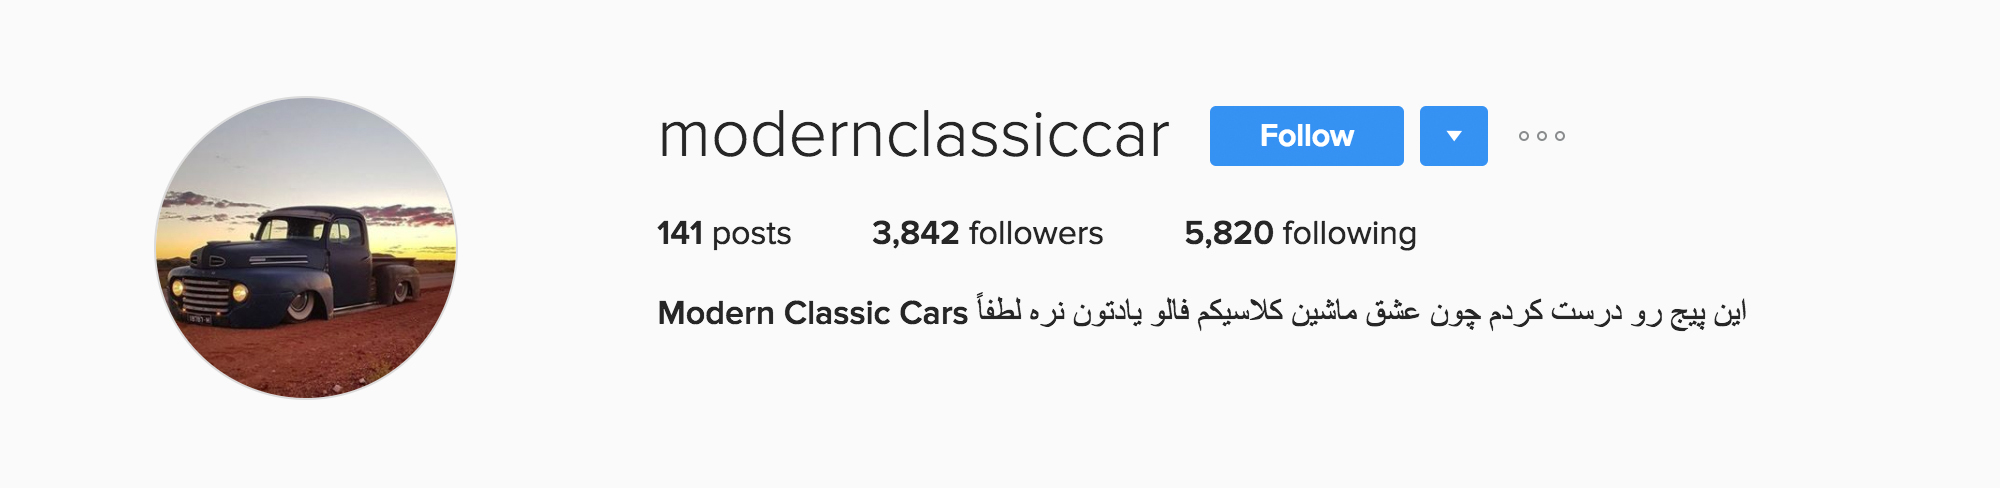 modernclassiccar Follow
141 posts 3,842 followers 5,820 following
Modern Classic Cars این پیج رو درست کردم چون عشق ماشین کلاسیکم فالو یادتون نره لطفاً